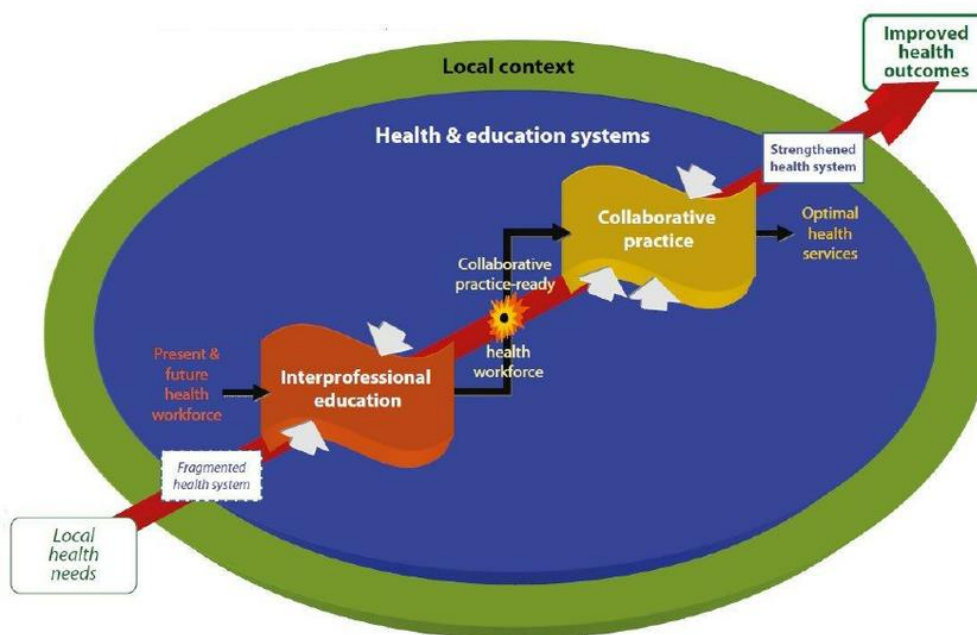 Improved
health
outcomes
Local context
Health & education systems
Strengthened
health system
Collaborative
practice
Optimal
health
services
Collaborative
practice-ready
health
workforce
Present &
future
health
workforce
Interprofessional
education
Fragmented
health system
Local
health
needs